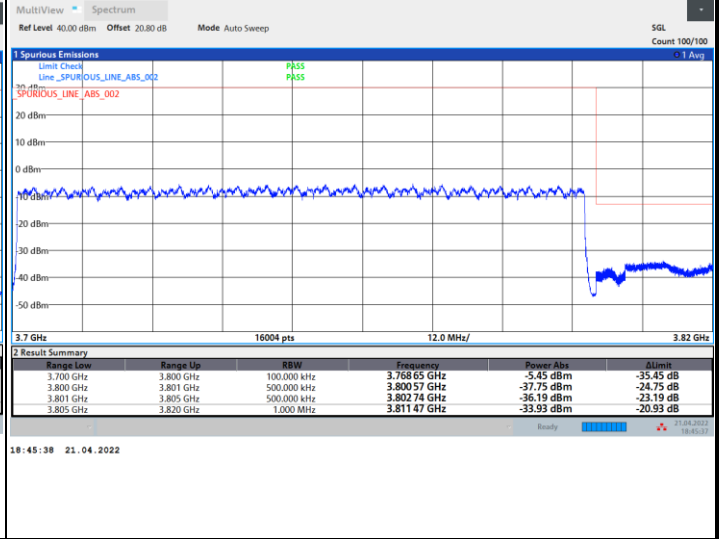 MultiView Spectrum
Ref Level 40.00 dBm Offset 20.80 dB Mode Auto Sweep SGL
Count 100/100
1 Spurious Emissions 1 Avg
Limit Check PASS
Line _SPURIOUS_LINE_ABS_002 PASS
30 dBm
_SPURIOUS_LINE_ABS_002
20 dBm
10 dBm
0 dBm
-10 dBm
-20 dBm
-30 dBm
-40 dBm
-50 dBm
3.7 GHz 16004 pts 12.0 MHz/ 3.82 GHz
2 Result Summary
Range Low Range Up RBW Frequency Power Abs ΔLimit
3.700 GHz 3.800 GHz 100.000 kHz 3.768 65 GHz -5.45 dBm -35.45 dB
3.800 GHz 3.801 GHz 500.000 kHz 3.800 57 GHz -37.75 dBm -24.75 dB
3.801 GHz 3.805 GHz 500.000 kHz 3.802 74 GHz -36.19 dBm -23.19 dB
3.805 GHz 3.820 GHz 1.000 MHz 3.811 47 GHz -33.93 dBm -20.93 dB
Ready 21.04.2022
18:45:37
18:45:38 21.04.2022